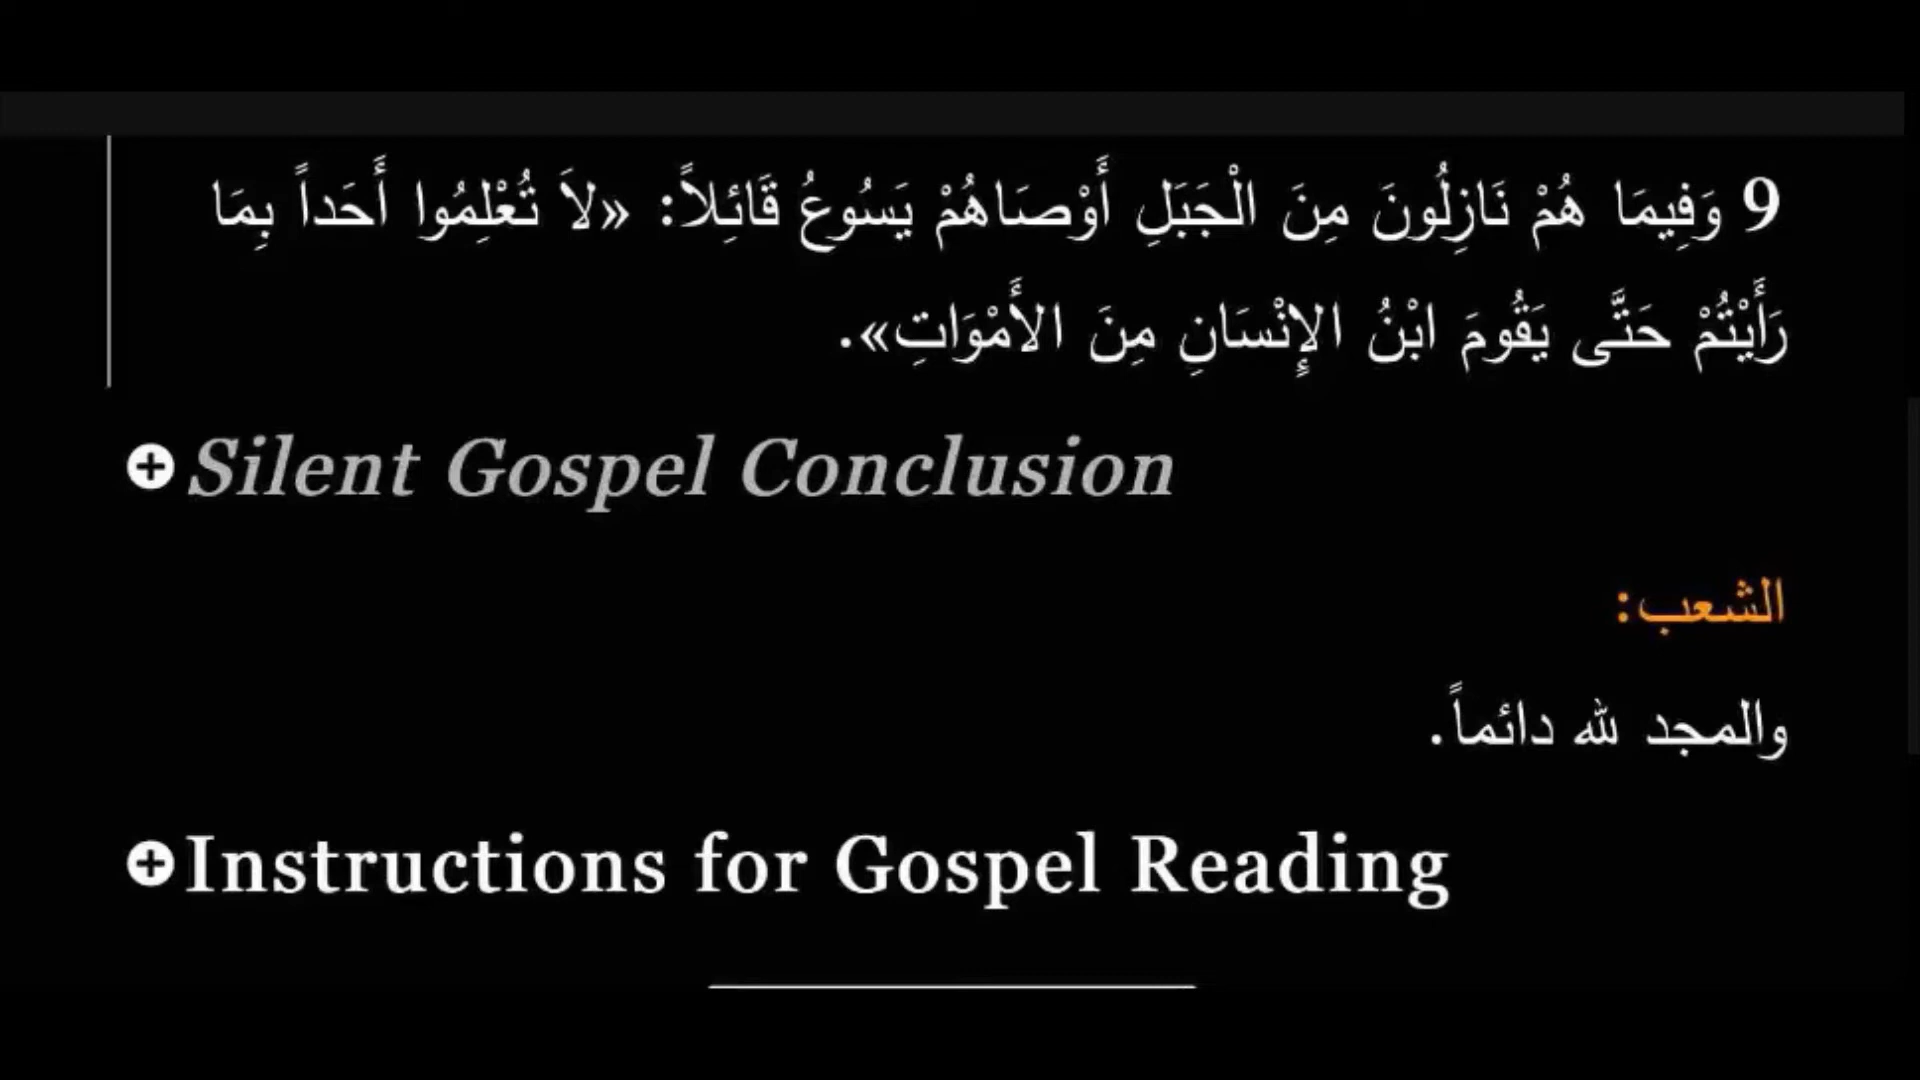 9 وَفِيمَا هُمْ نَازِلُونَ مِنَ الْجَبَلِ أَوْصَاهُمْ يَسُوعُ قَائِلاً: «لاَ تُعْلِمُوا أَحَداً بِمَا
رَأَيْتُمْ حَتَّى يَقُومَ ابْنُ الإِنْسَانِ مِنَ الأَمْوَاتِ».
Silent Gospel Conclusion
الشعب:
والمجد لله دائماً.
Instructions for Gospel Reading